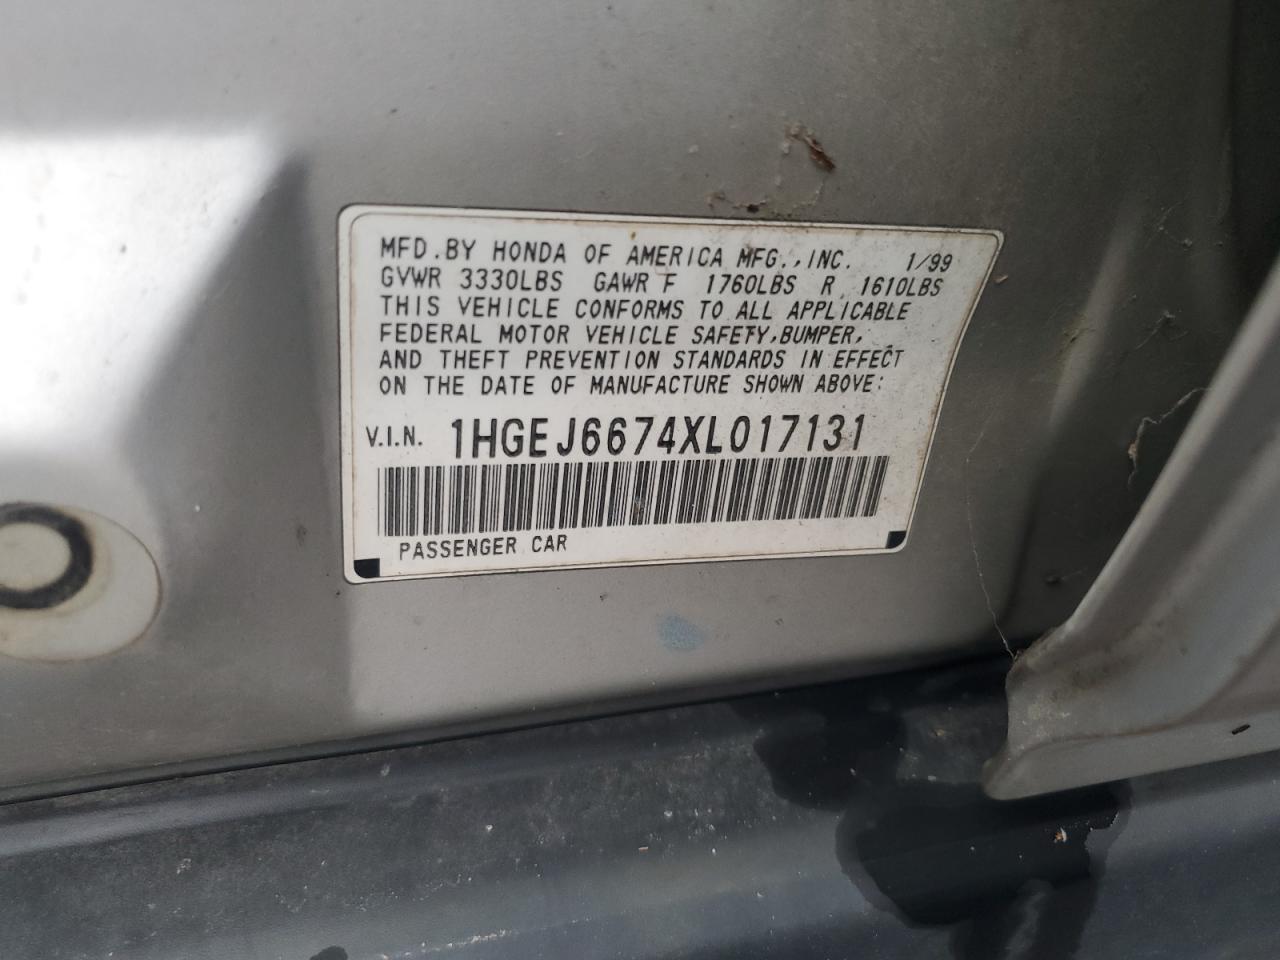 MFD.BY HONDA OF AMERICA MFG.,INC. 1/99
GVWR 3330LBS GAWR F 1760LBS R 1610LBS
THIS VEHICLE CONFORMS TO ALL APPLICABLE
FEDERAL MOTOR VEHICLE SAFETY,BUMPER,
AND THEFT PREVENTION STANDARDS IN EFFECT
ON THE DATE OF MANUFACTURE SHOWN ABOVE:
V.I.N. 1HGEJ6674XL017131
PASSENGER CAR